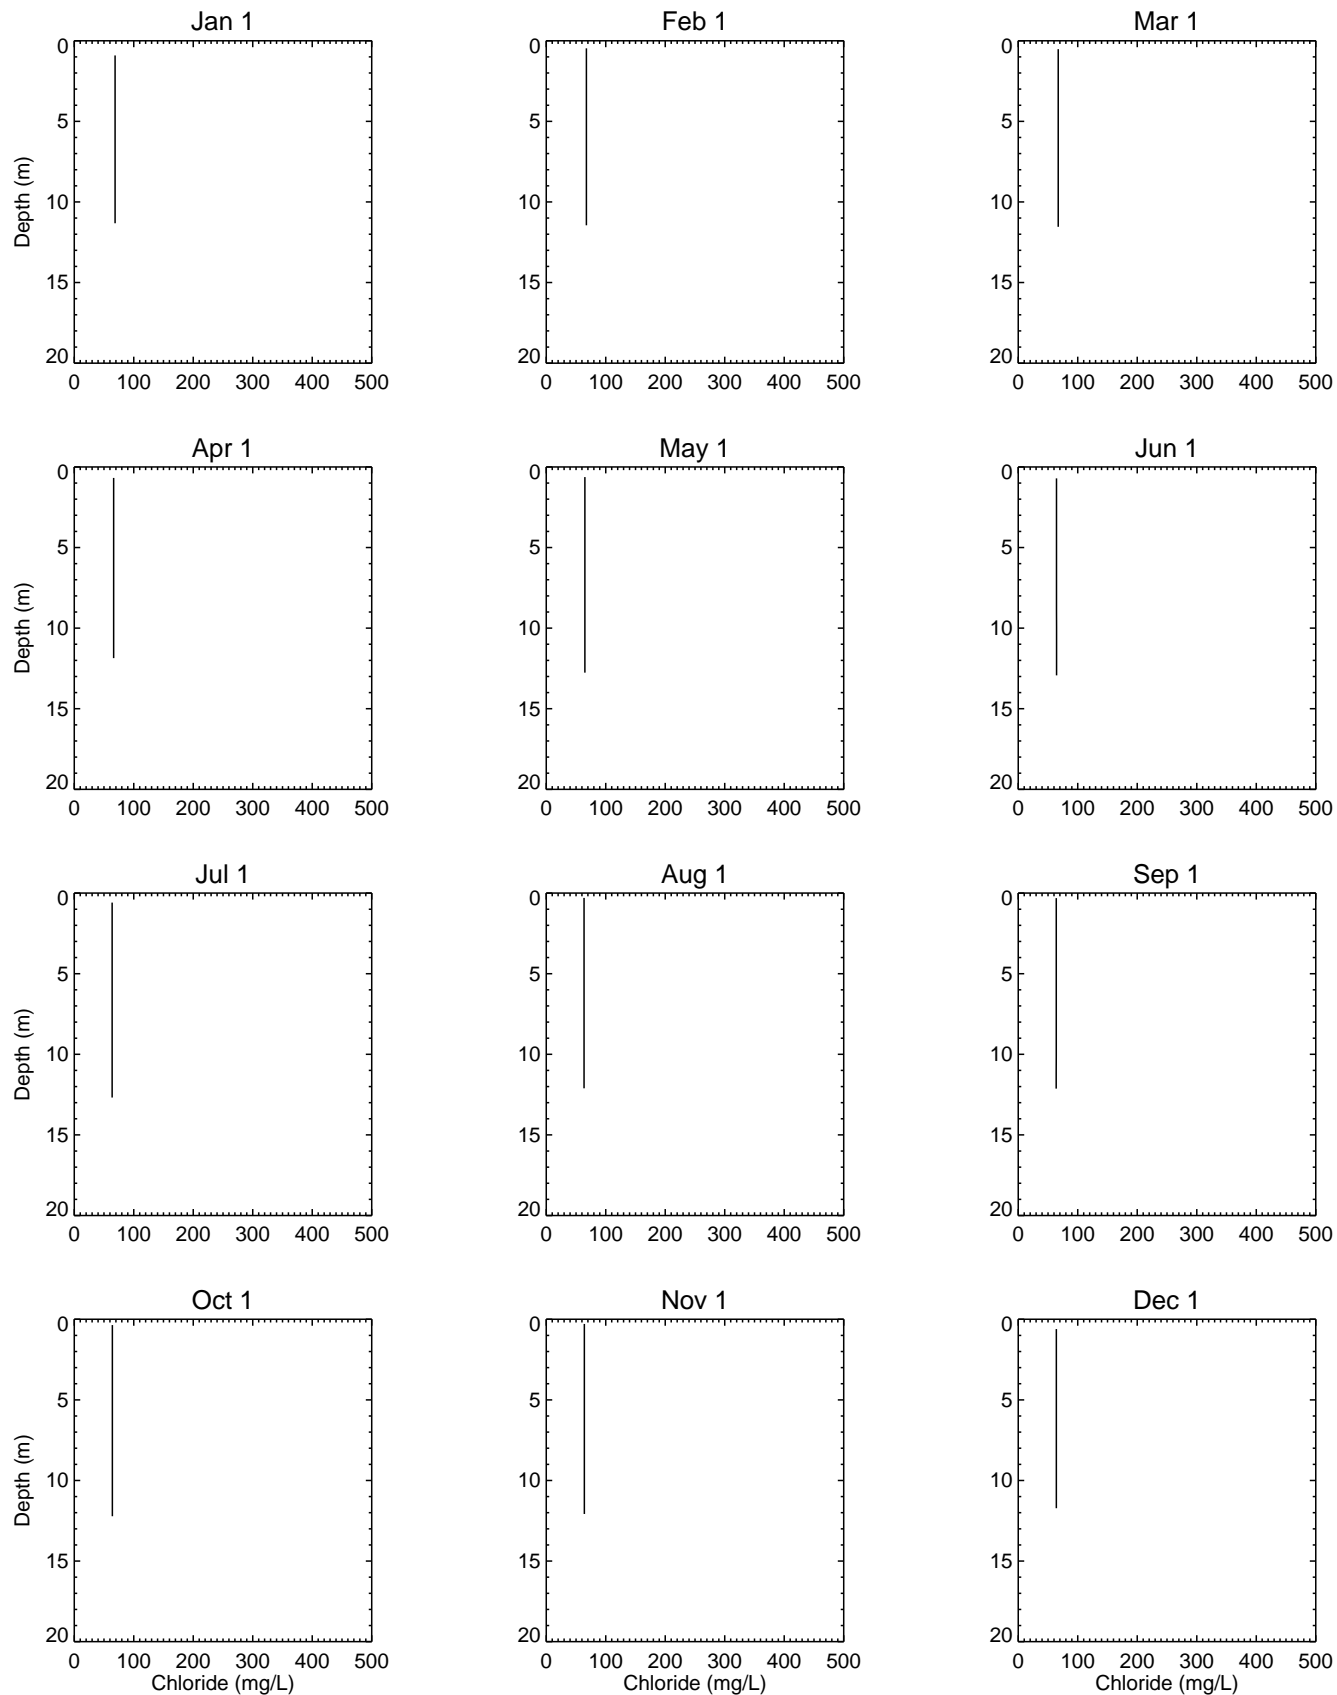 Jan 1 Feb 1 Mar 1
0 0 0
5 5 5
Depth (m)
10 10 10
15 15 15
20 20 20
0 100 200 300 400 500 0 100 200 300 400 500 0 100 200 300 400 500
Apr 1 May 1 Jun 1
0 0 0
5 5 5
Depth (m)
10 10 10
15 15 15
20 20 20
0 100 200 300 400 500 0 100 200 300 400 500 0 100 200 300 400 500
Jul 1 Aug 1 Sep 1
0 0 0
5 5 5
Depth (m)
10 10 10
15 15 15
20 20 20
0 100 200 300 400 500 0 100 200 300 400 500 0 100 200 300 400 500
Oct 1 Nov 1 Dec 1
0 0 0
5 5 5
Depth (m)
10 10 10
15 15 15
20 20 20
0 100 200 300 400 500 0 100 200 300 400 500 0 100 200 300 400 500
Chloride (mg/L) Chloride (mg/L) Chloride (mg/L)